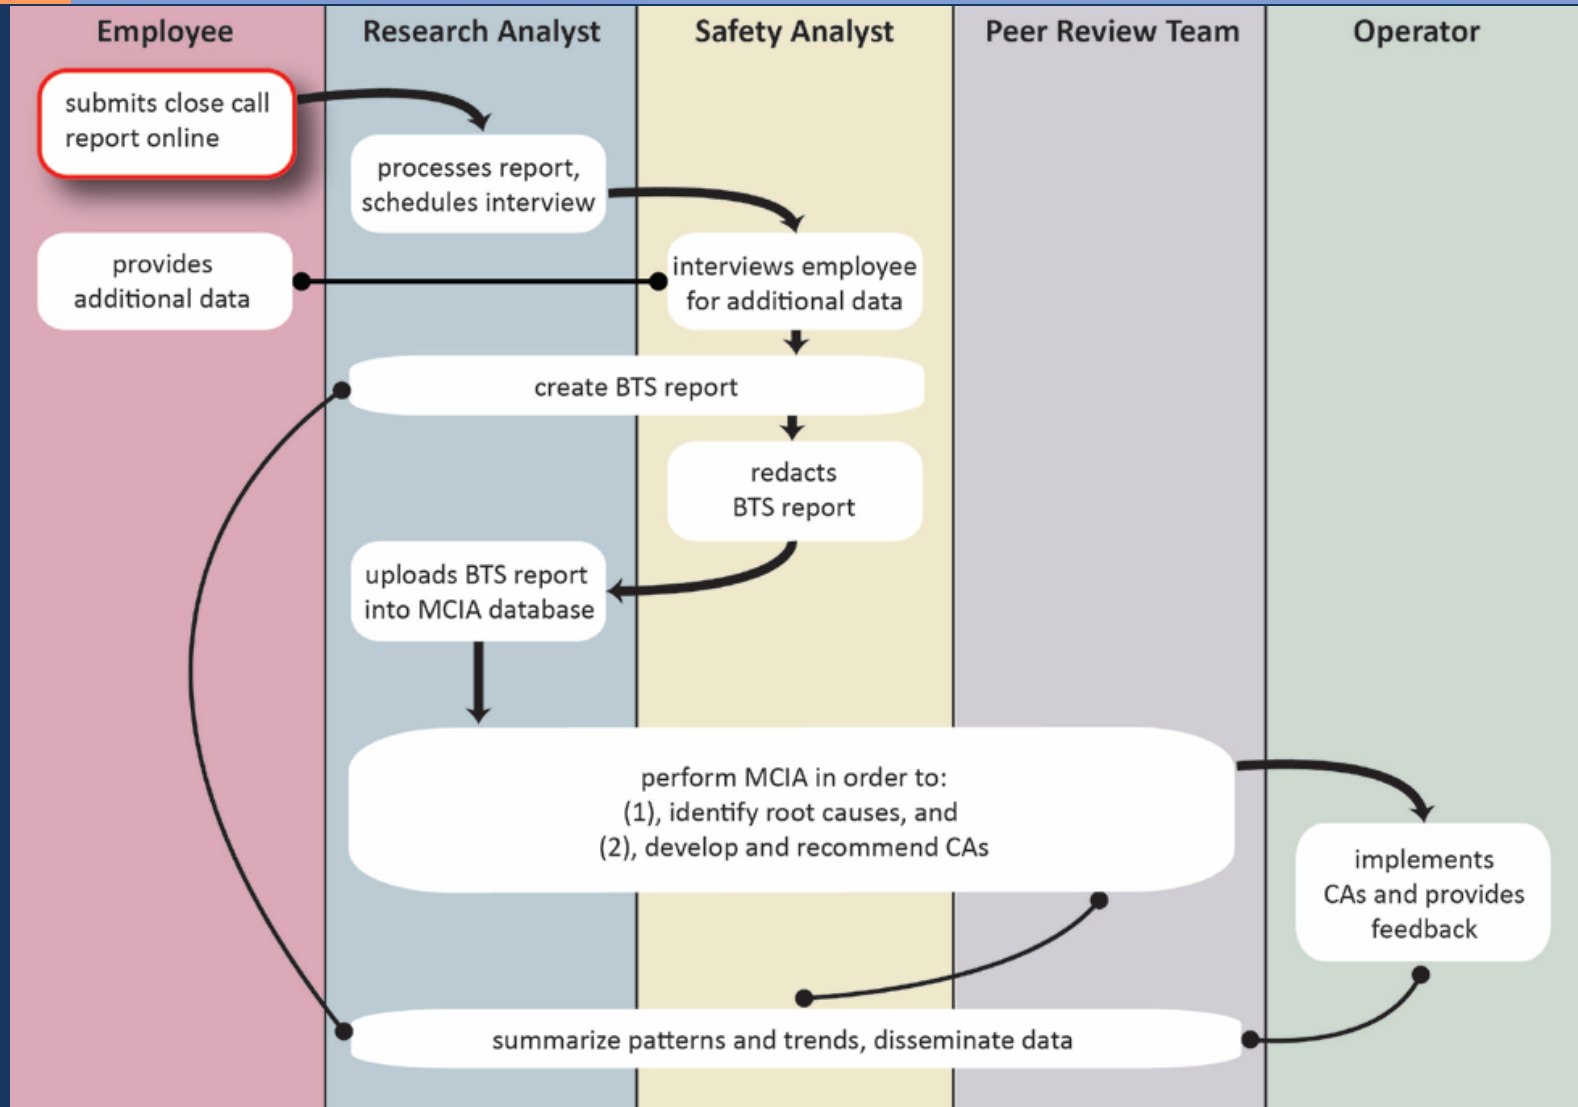 Employee
Research Analyst
Safety Analyst
Peer Review Team
Operator
submits close call
report online
processes report,
schedules interview
provides
additional data
interviews employee
for additional data
create BTS report
redacts
BTS report
uploads BTS report
into MCIA database
perform MCIA in order to:
(1), identify root causes, and
(2), develop and recommend CAs
implements
CAs and provides
feedback
summarize patterns and trends, disseminate data